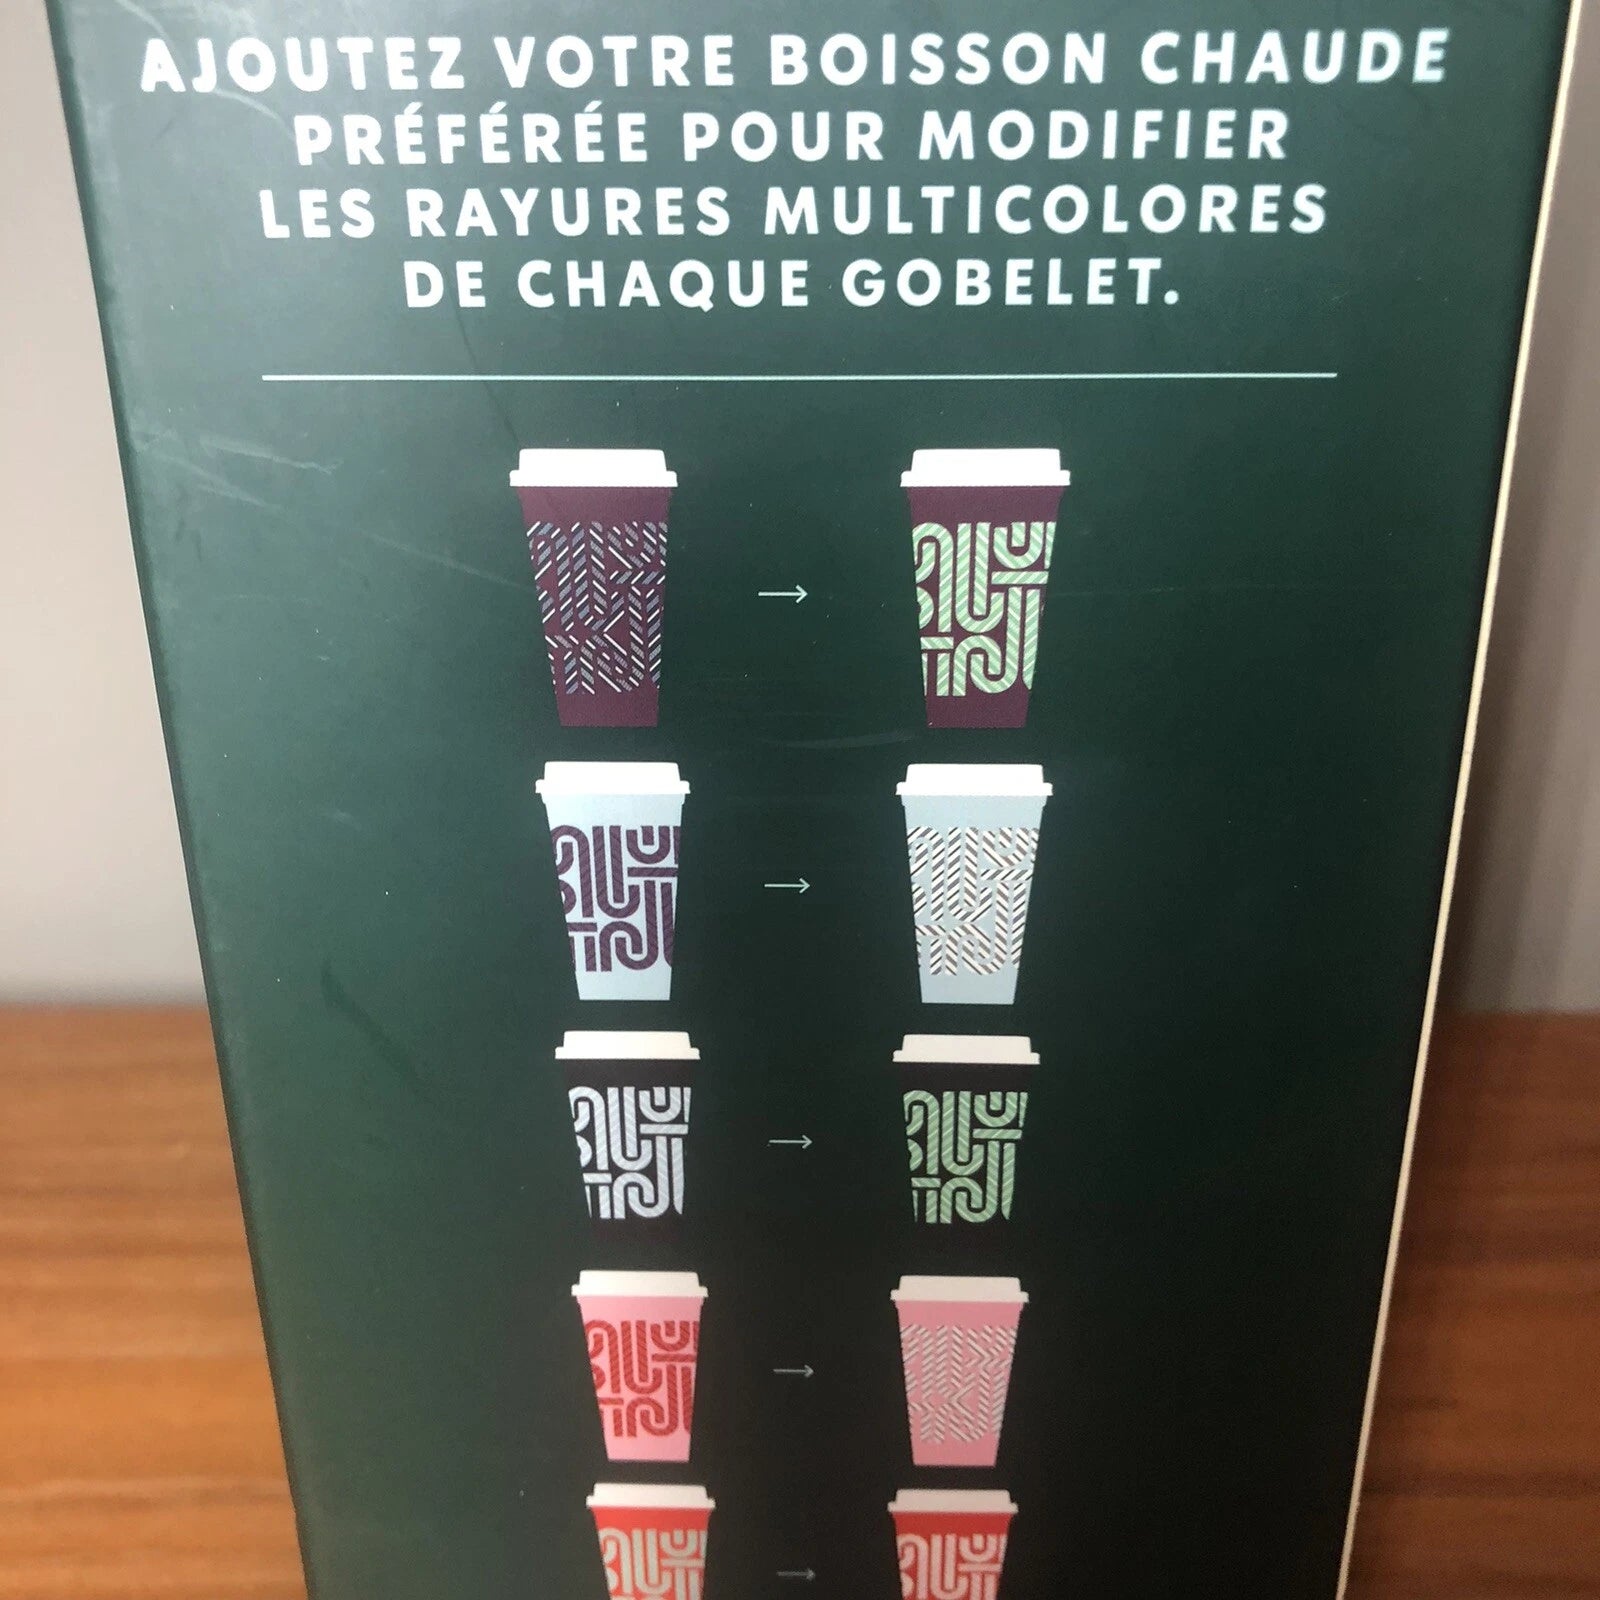 AJOUTEZ VOTRE BOISSON CHAUDE
PRÉFÉRÉE POUR MODIFIER
LES RAYURES MULTICOLORES
DE CHAQUE GOBELET.